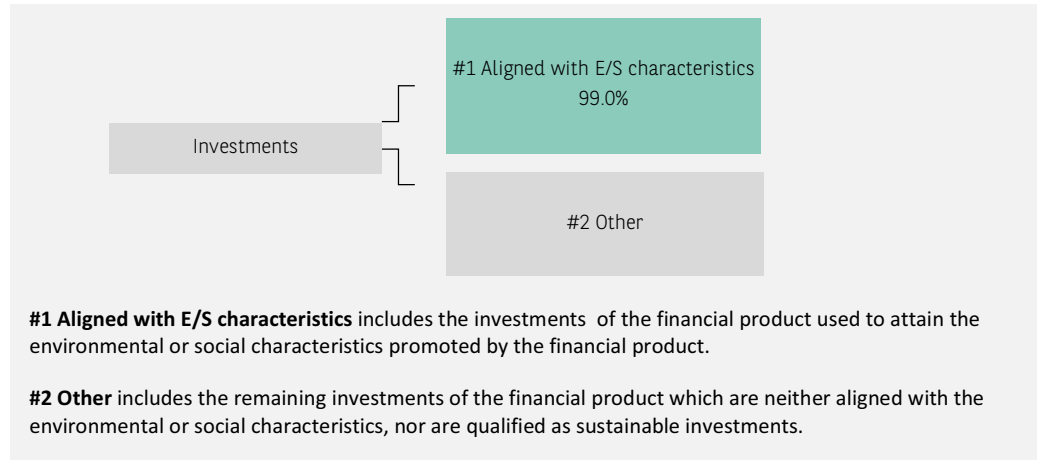 #1 Aligned with E/S characteristics
99.0%
Investments
#2 Other
#1 Aligned with E/S characteristics includes the investments of the financial product used to attain the
environmental or social characteristics promoted by the financial product.
#2 Other includes the remaining investments of the financial product which are neither aligned with the
environmental or social characteristics, nor are qualified as sustainable investments.